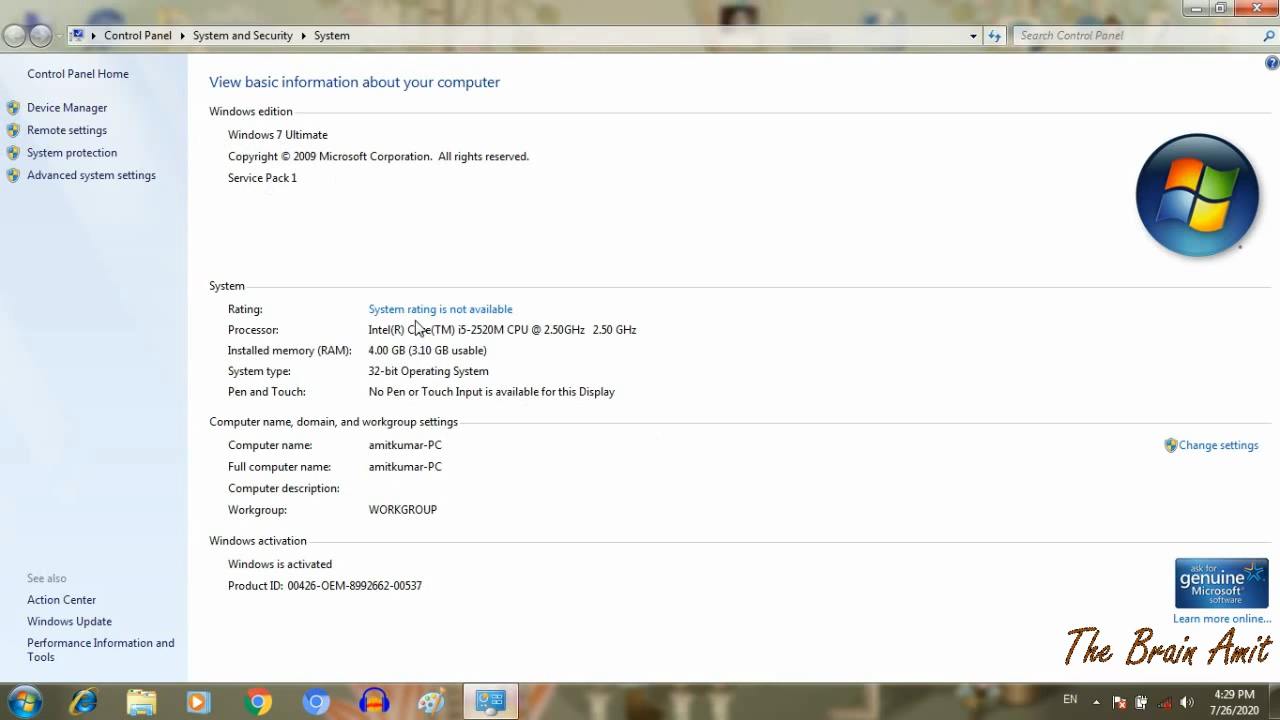 Control Panel System and Security System
Search Control Panel
Control Panel Home
Device Manager
Remote settings
System protection
Advanced system settings
See also
Action Center
Windows Update
Performance Information and
Tools
View basic information about your computer
Windows edition
Windows 7 Ultimate
Copyright © 2009 Microsoft Corporation. All rights reserved.
Service Pack 1
System
Rating: System rating is not available
Processor: Intel(R) Core(TM) i5-2520M CPU @ 2.50GHz 2.50 GHz
Installed memory (RAM): 4.00 GB (3.10 GB usable)
System type: 32-bit Operating System
Pen and Touch: No Pen or Touch Input is available for this Display
Computer name, domain, and workgroup settings
Computer name: amitkumar-PC
Change settings
Full computer name: amitkumar-PC
Computer description:
Workgroup: WORKGROUP
Windows activation
Windows is activated
Product ID: 00426-OEM-8992662-00537
ask for
genuine
Microsoft
software
Learn more online...
The Brain Amit
EN
4:29 PM
7/26/2020